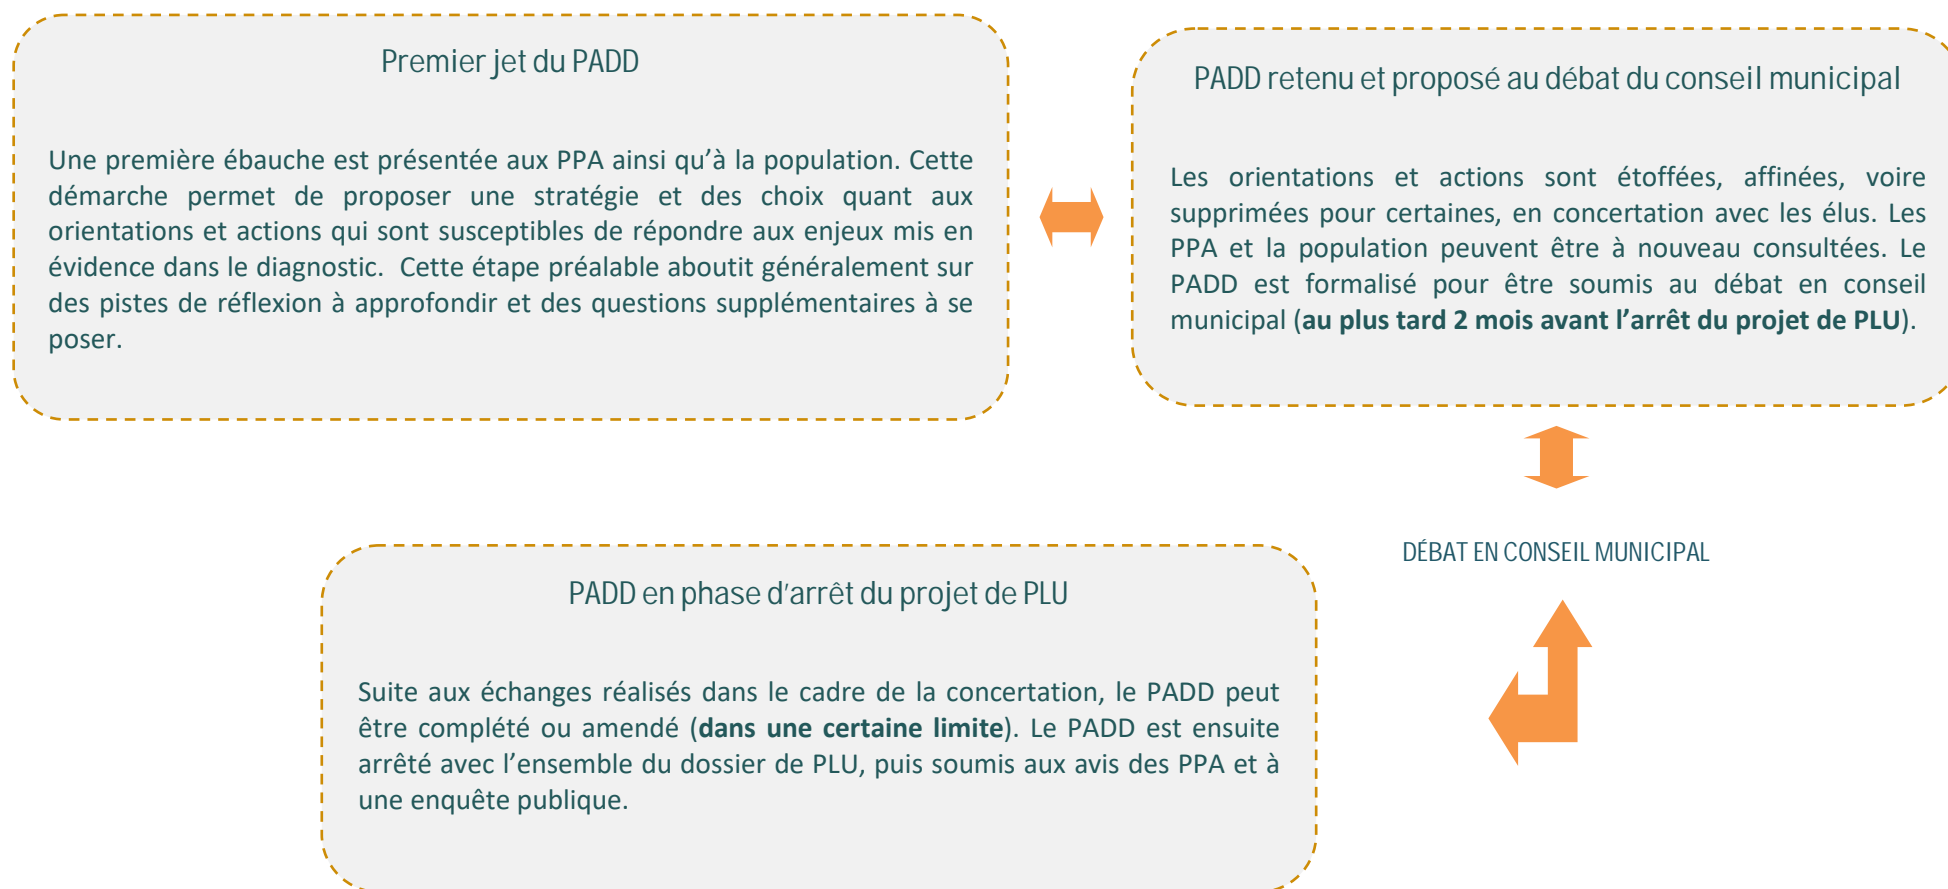 Premier jet du PADD
Une première ébauche est présentée aux PPA ainsi qu’à la population. Cette
démarche permet de proposer une stratégie et des choix quant aux
orientations et actions qui sont susceptibles de répondre aux enjeux mis en
évidence dans le diagnostic. Cette étape préalable aboutit généralement sur
des pistes de réflexion à approfondir et des questions supplémentaires à se
poser.
PADD retenu et proposé au débat du conseil municipal
Les orientations et actions sont étoffées, affinées, voire
supprimées pour certaines, en concertation avec les élus. Les
PPA et la population peuvent être à nouveau consultées. Le
PADD est formalisé pour être soumis au débat en conseil
municipal (au plus tard 2 mois avant l’arrêt du projet de PLU).
DÉBAT EN CONSEIL MUNICIPAL
PADD en phase d’arrêt du projet de PLU
Suite aux échanges réalisés dans le cadre de la concertation, le PADD peut
être complété ou amendé (dans une certaine limite). Le PADD est ensuite
arrêté avec l’ensemble du dossier de PLU, puis soumis aux avis des PPA et à
une enquête publique.